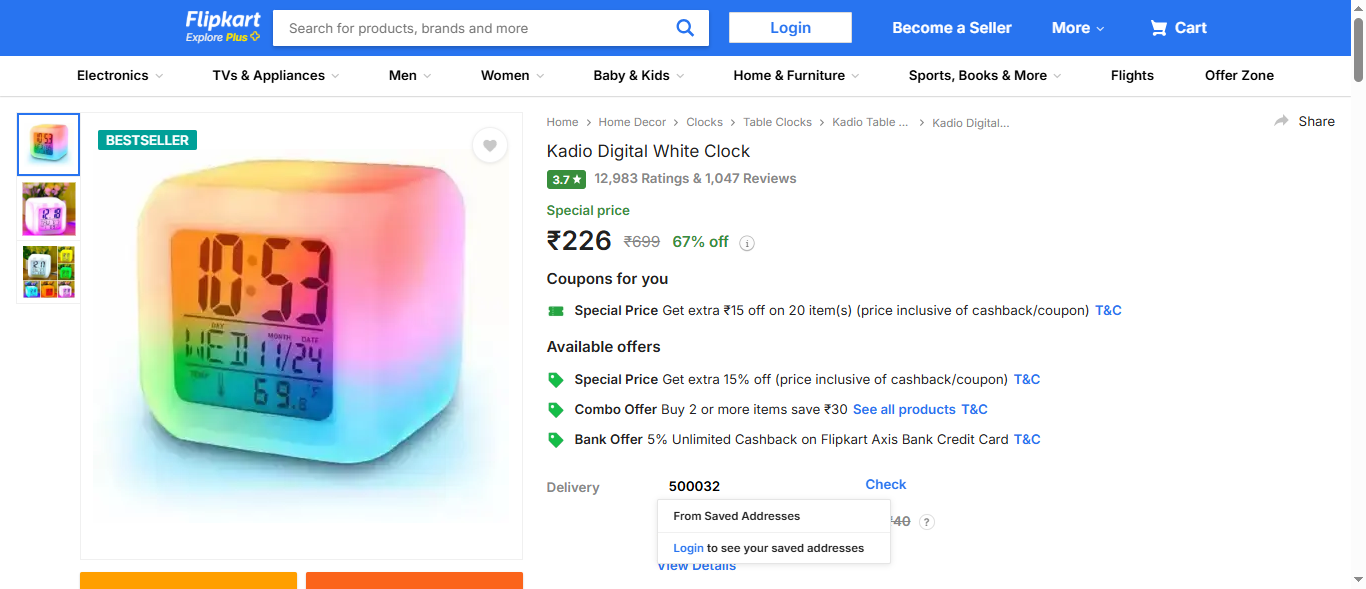 Flipkart
Explore Plus
Search for products, brands and more
Login
Become a Seller
More
Cart
Electronics
TVs & Appliances
Men
Women
Baby & Kids
Home & Furniture
Sports, Books & More
Flights
Offer Zone
BESTSELLER
10:53
DAY MONTH DATE
WED 11/24
TEMP
69.8 °F
Home > Home Decor > Clocks > Table Clocks > Kadio Table ... > Kadio Digital...
Share
Kadio Digital White Clock
3.7★ 12,983 Ratings & 1,047 Reviews
Special price
₹226 ₹699 67% off i
Coupons for you
Special Price Get extra ₹15 off on 20 item(s) (price inclusive of cashback/coupon) T&C
Available offers
Special Price Get extra 15% off (price inclusive of cashback/coupon) T&C
Combo Offer Buy 2 or more items save ₹30 See all products T&C
Bank Offer 5% Unlimited Cashback on Flipkart Axis Bank Credit Card T&C
Delivery
500032
Check
From Saved Addresses
₹40 ?
Login to see your saved addresses
View Details